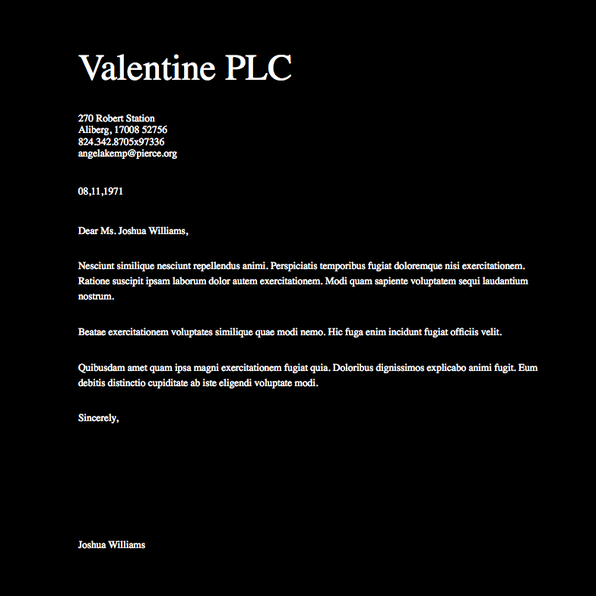 Valentine PLC
270 Robert Station
Aliberg, 17008 52756
824.342.8705x97336
angelakemp@pierce.org
08,11,1971
Dear Ms. Joshua Williams,
Nesciunt similique nesciunt repellendus animi. Perspiciatis temporibus fugiat doloremque nisi exercitationem.
Ratione suscipit ipsam laborum dolor autem exercitationem. Modi quam sapiente voluptatem sequi laudantium
nostrum.
Beatae exercitationem voluptates similique quae modi nemo. Hic fuga enim incidunt fugiat officiis velit.
Quibusdam amet quam ipsa magni exercitationem fugiat quia. Doloribus dignissimos explicabo animi fugit. Eum
debitis distinctio cupiditate ab iste eligendi voluptate modi.
Sincerely,
Joshua Williams